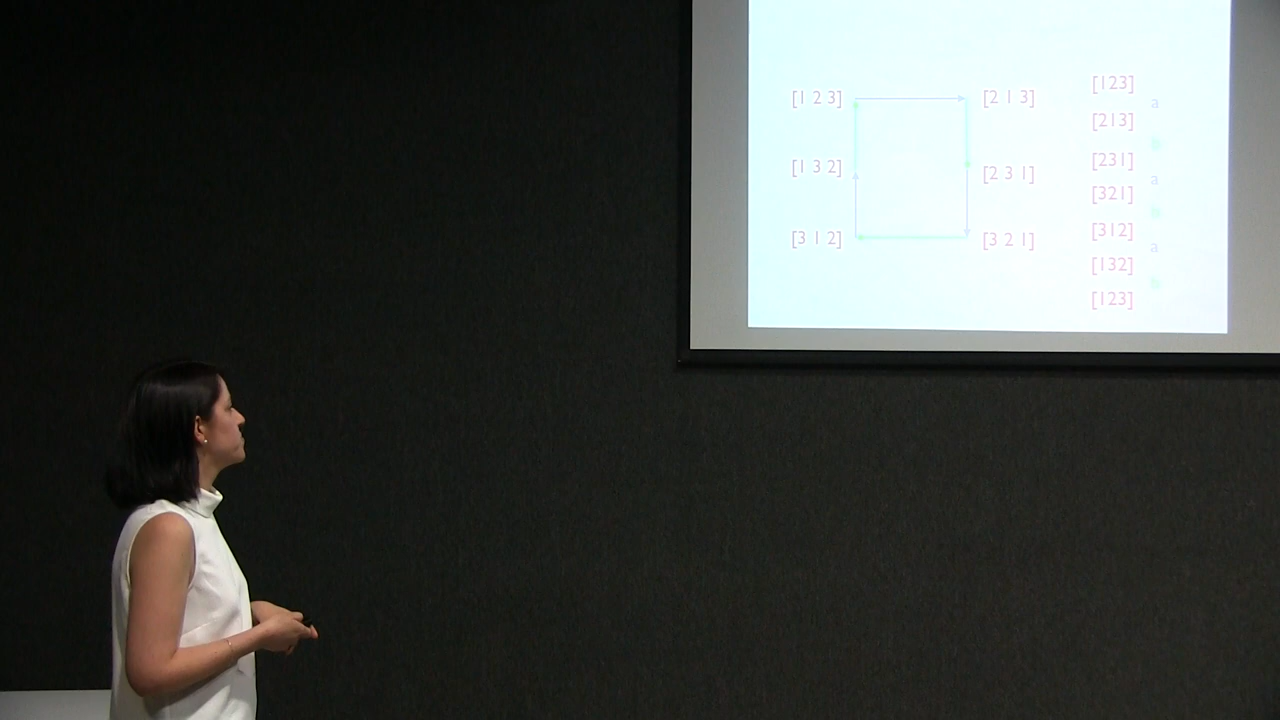 [1 2 3] [2 1 3]
[1 3 2] [2 3 1]
[3 1 2] [3 2 1]
[123]
a
[213]
[231]
a
[321]
[312]
a
[132]
[123]